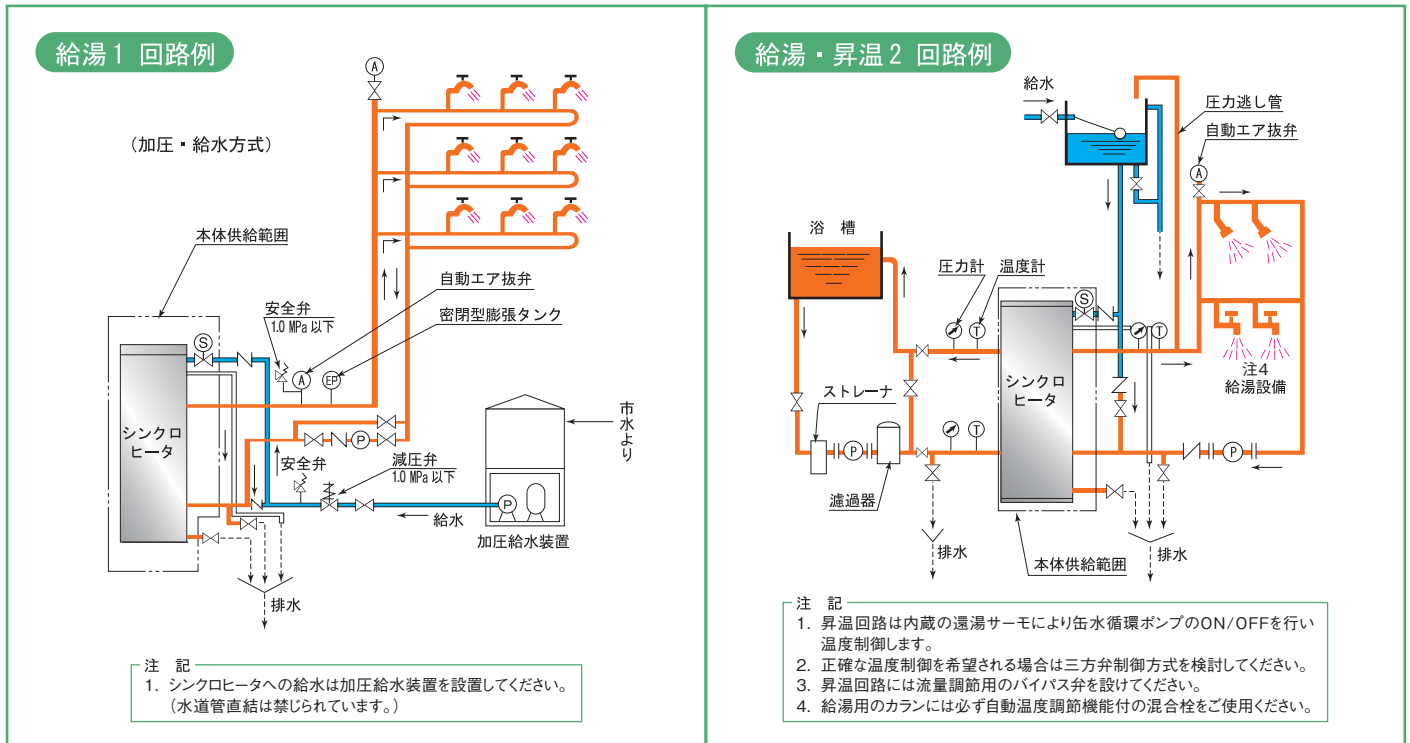 給湯1 回路例
A
(加圧・給水方式)
本体供給範囲
自動エア抜弁
安全弁
1.0 MPa 以下
密閉型膨張タンク
S
A
EP
シンクロ
ヒータ
P
市水より
安全弁
減圧弁
1.0 MPa 以下
P
給水
加圧給水装置
排水
注 記
1. シンクロヒータへの給水は加圧給水装置を設置してください。
(水道管直結は禁じられています。)
給湯・昇温2 回路例
給水
圧力逃し管
自動エア抜弁
A
浴 槽
圧力計
温度計
S
T
T
シンクロ
ヒータ
注4
給湯設備
ストレーナ
P
T
P
濾過器
排水
本体供給範囲
排水
注 記
1. 昇温回路は内蔵の還湯サーモにより缶水循環ポンプのON/OFFを行い
温度制御します。
2. 正確な温度制御を希望される場合は三方弁制御方式を検討してください。
3. 昇温回路には流量調節用のバイパス弁を設けてください。
4. 給湯用のカランには必ず自動温度調節機能付の混合栓をご使用ください。